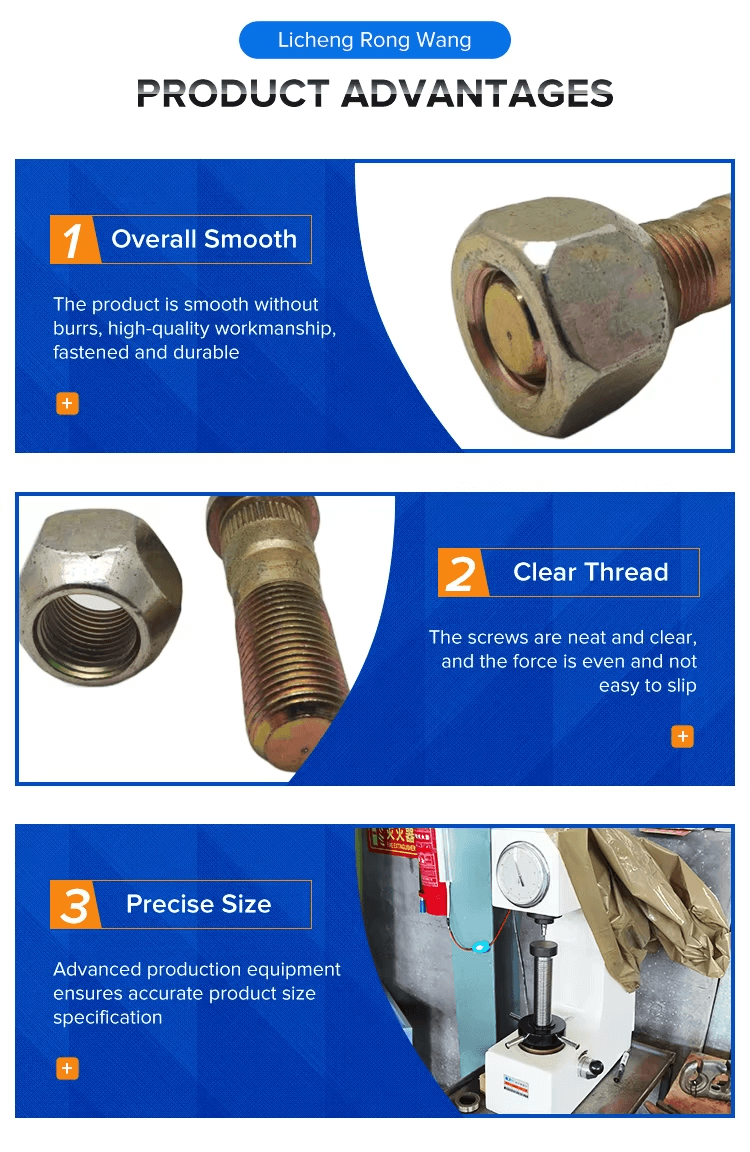 Licheng Rong Wang
PRODUCT ADVANTAGES
1 Overall Smooth
The product is smooth without
burrs, high-quality workmanship,
fastened and durable
+
2 Clear Thread
The screws are neat and clear,
and the force is even and not
easy to slip
+
3 Precise Size
Advanced production equipment
ensures accurate product size
specification
+